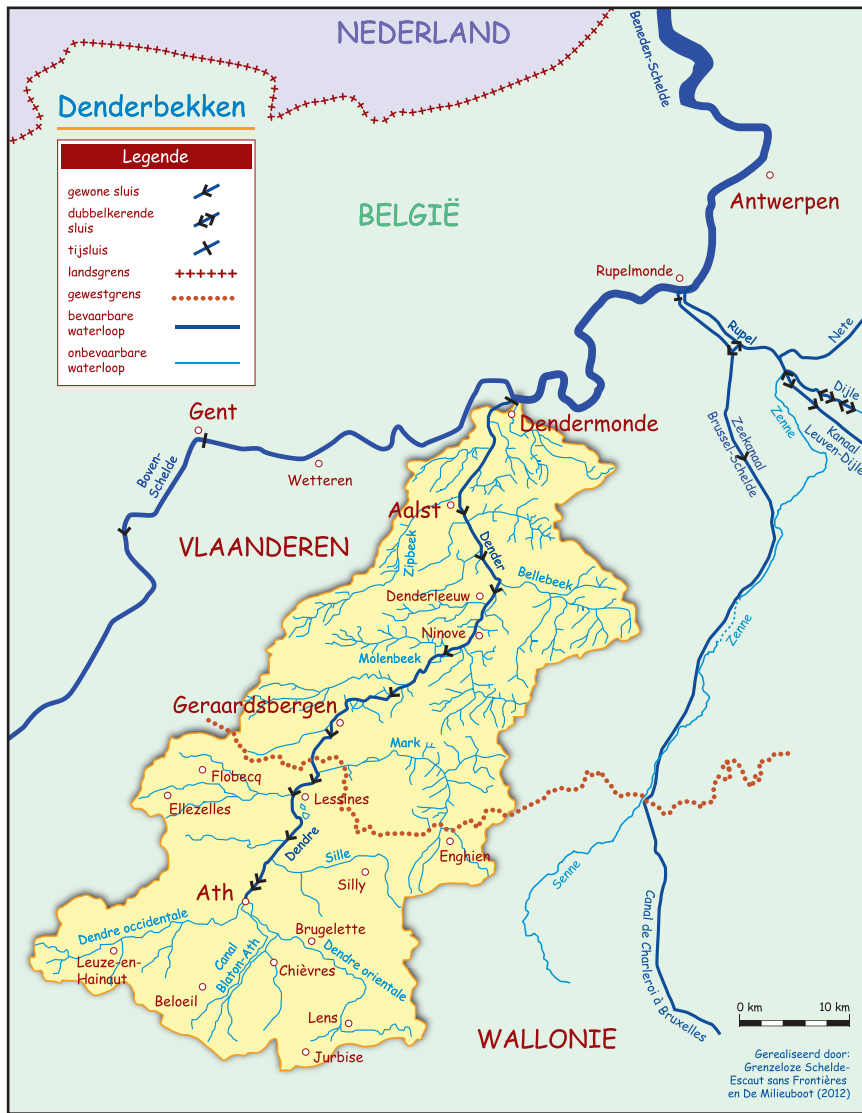 NEDERLAND
Beneden-Schelde
Denderbekken
Legende
gewone sluis
dubbelkerende
sluis
tijsluis
landsgrens
gewestgrens
bevaarbare
waterloop
onbevaarbare
waterloop
BELGIË
Antwerpen
Rupelmonde
Rupel
Nete
Dijle
Zenne
Kanaal
Leuven-Dijle
Zeekanaal
Brussel-Schelde
Gent
Dendermonde
Boven-
Schelde
Wetteren
Aalst
VLAANDEREN
Zipbeek
Dender
Bellebeek
Denderleeuw
Ninove
Zenne
Molenbeek
Geraardsbergen
Mark
Flobecq
Ellezelles
Lessines
Dendre
Enghien
Sille
Silly
Senne
Ath
Dendre occidentale
Brugelette
Canal
Blaton-Ath
Dendre orientale
Leuze-en-
Hainaut
Chièvres
Beloeil
Canal de Charleroi à Bruxelles
Lens
Jurbise
WALLONIE
0 km
10 km
Gerealiseerd door:
Grenzeloze Schelde-
Escaut sans Frontières
en De Milieuboot (2012)